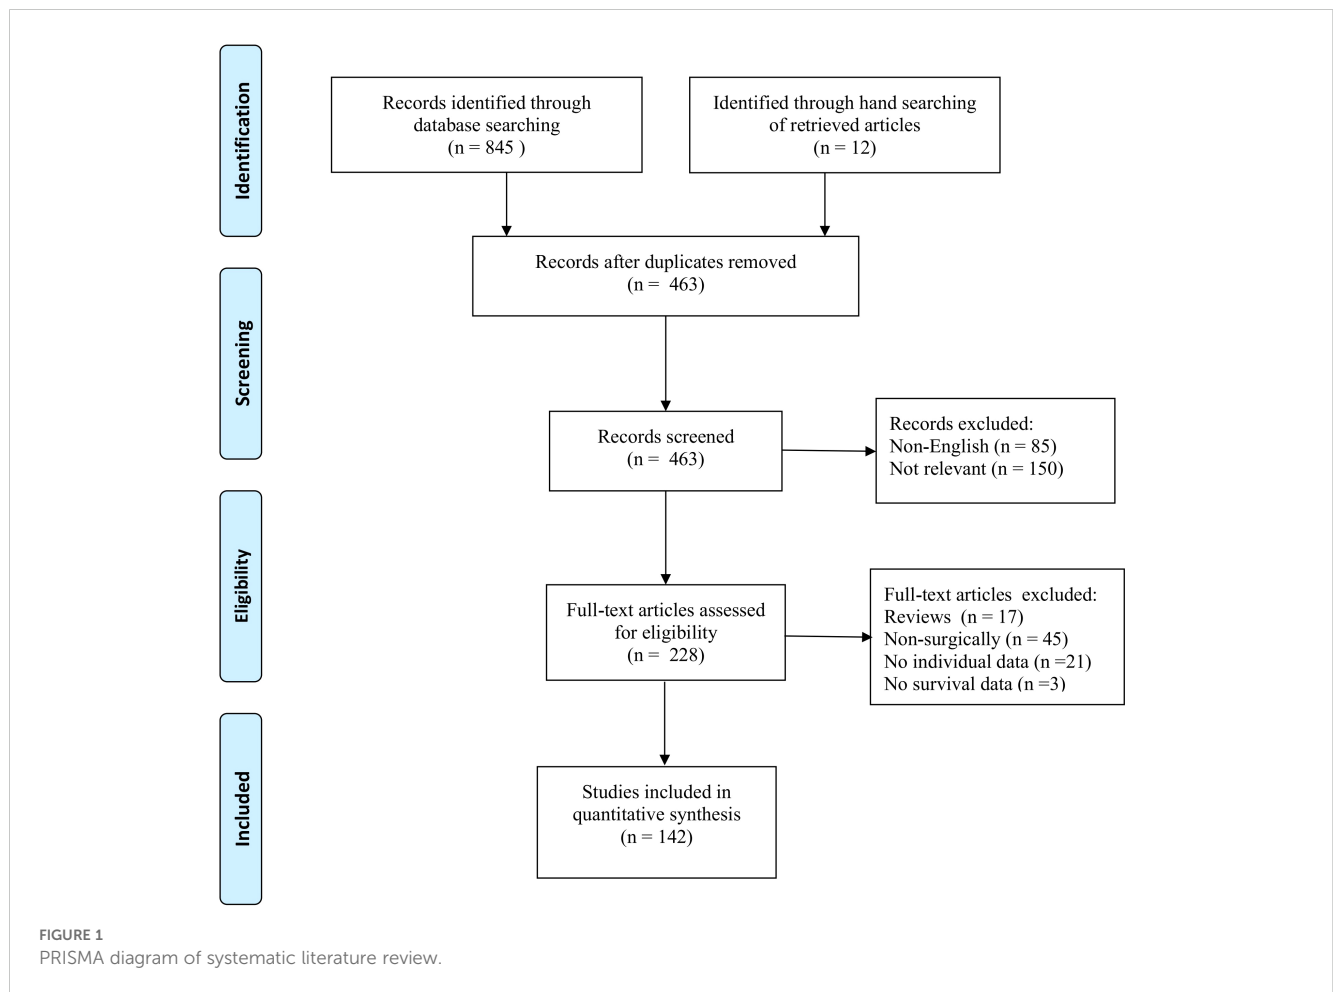 Identification
Records identified through
database searching
(n = 845 )
Identified through hand searching
of retrieved articles
(n = 12)
Records after duplicates removed
(n =  463)
Screening
Records screened
(n =  463)
Records excluded:
Non-English (n = 85)
Not relevant (n = 150)
Eligibility
Full-text articles assessed
for eligibility
(n =  228)
Full-text articles  excluded:
Reviews  (n = 17)
Non-surgically (n = 45)
No individual data (n =21)
No survival data (n =3)
Included
Studies included in
quantitative synthesis
(n = 142)
FIGURE 1
PRISMA diagram of systematic literature review.